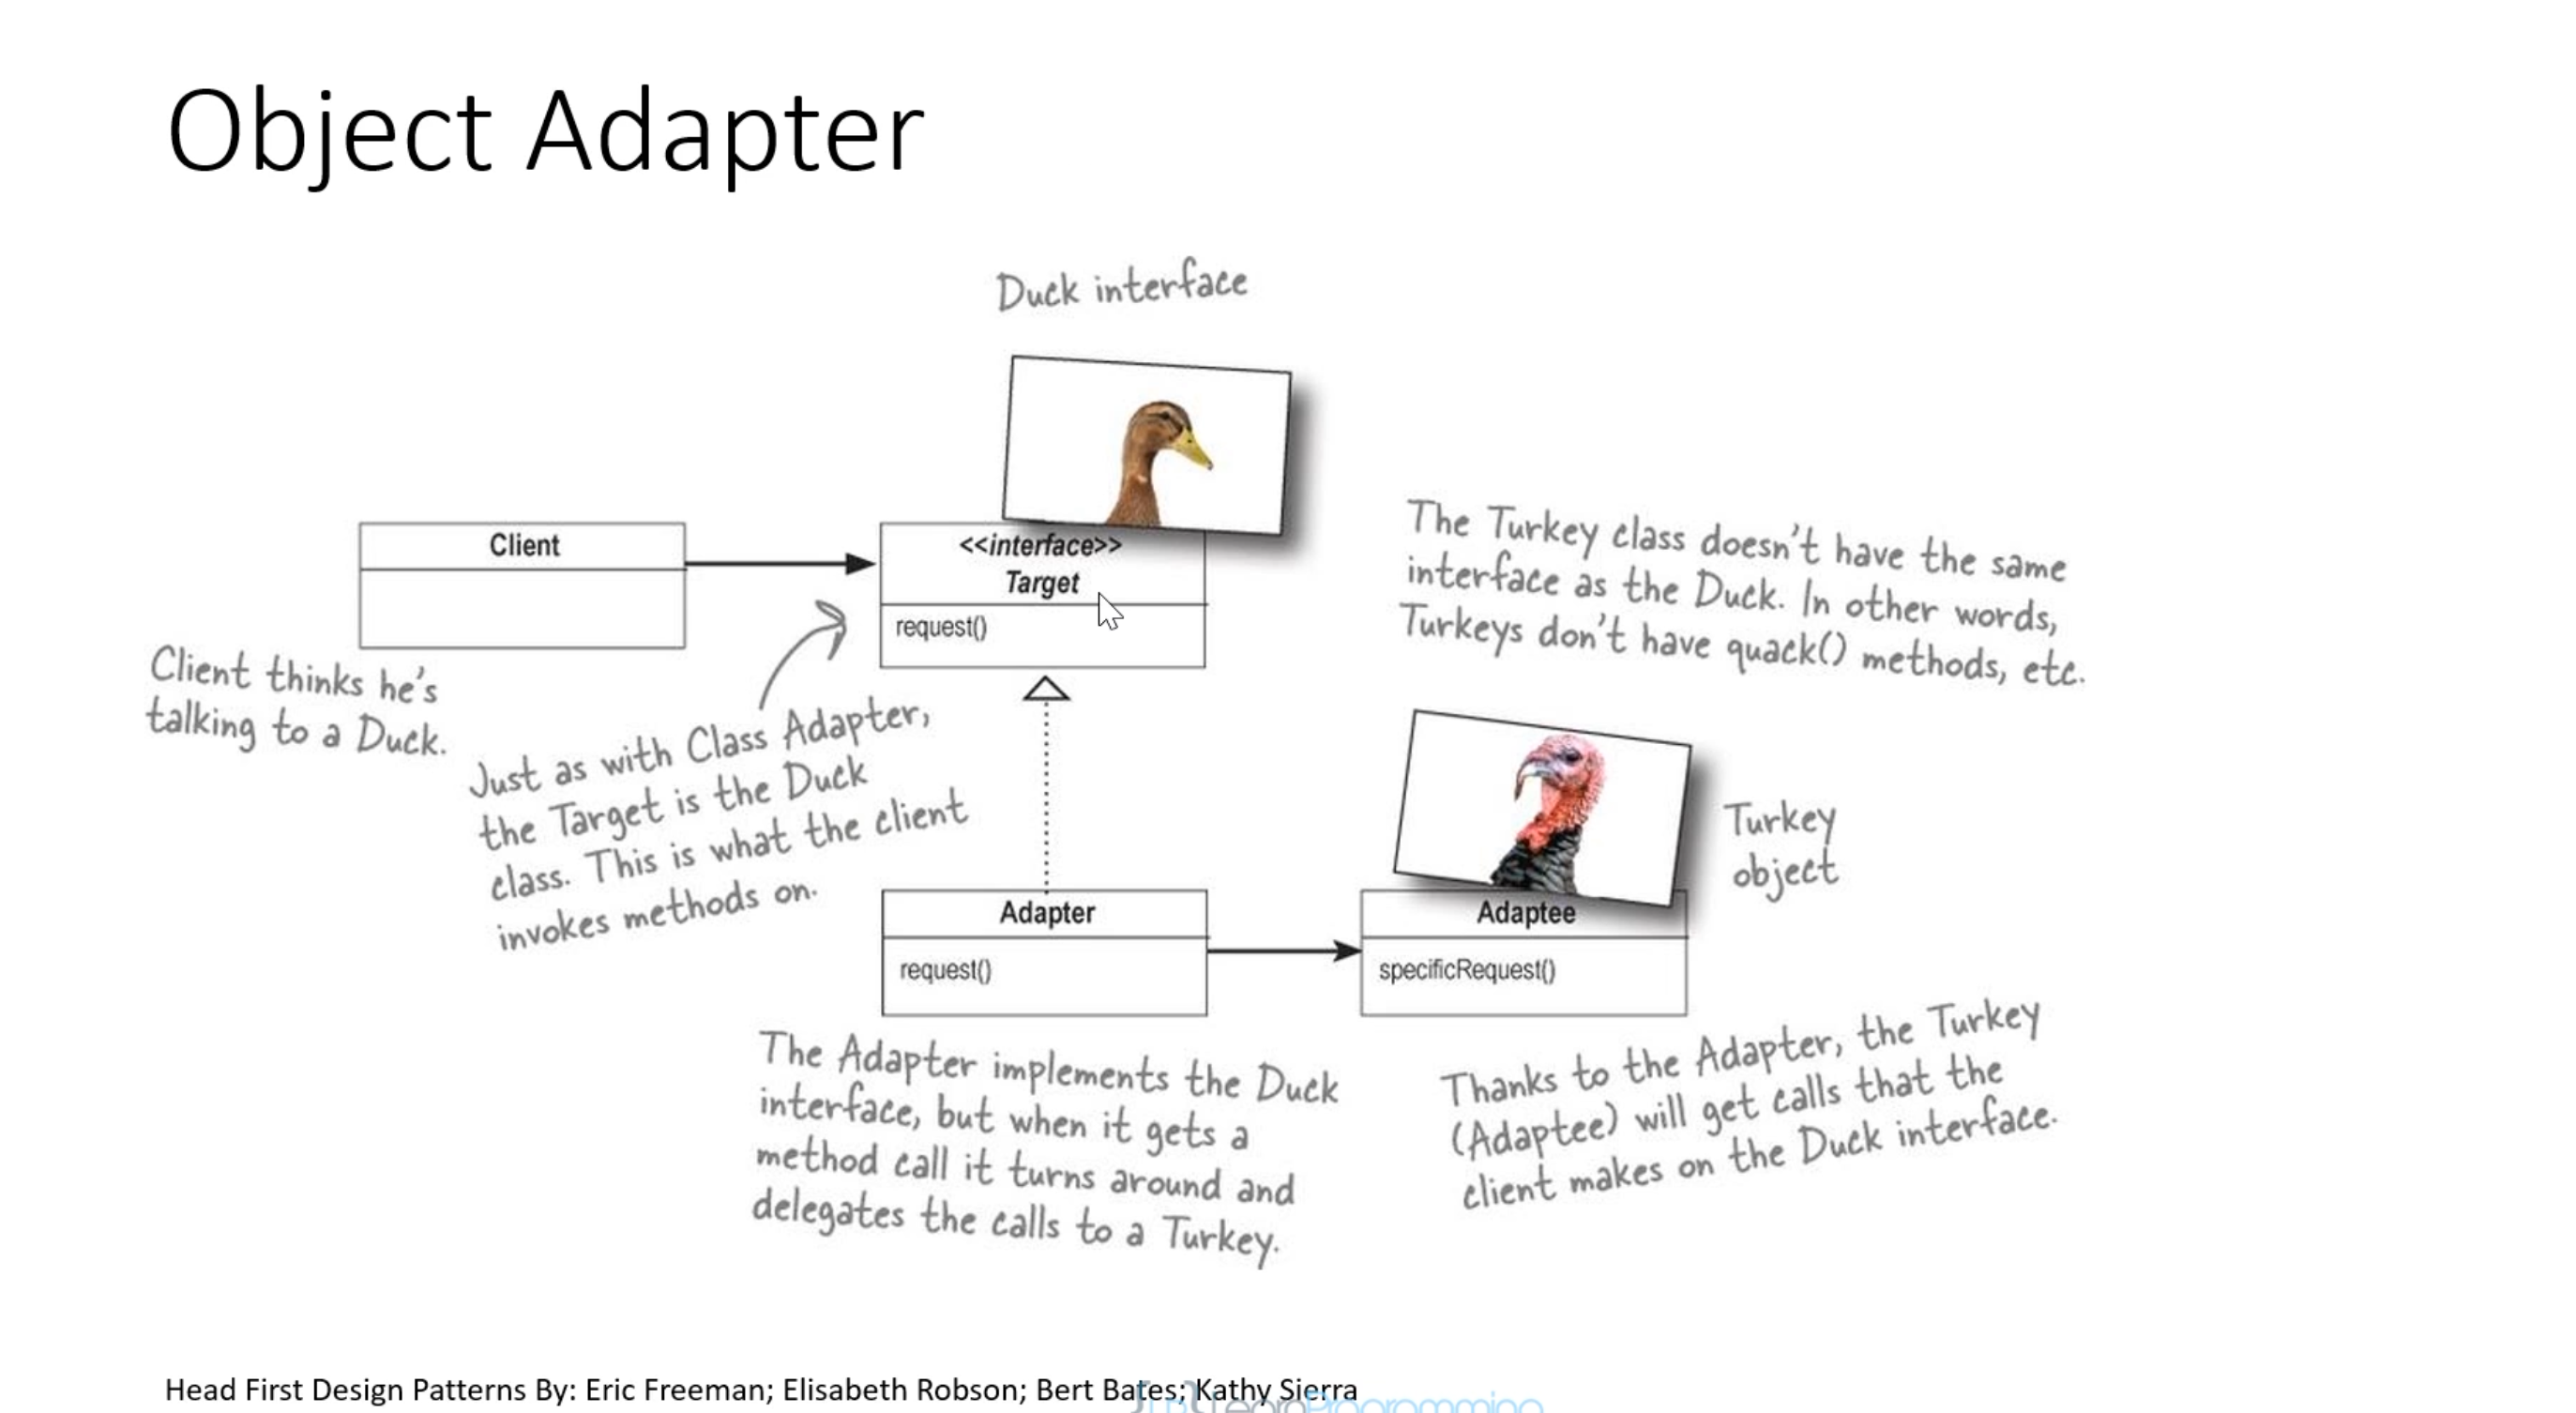 Object Adapter
Duck interface
Client
<<interface>>
Target
request()
The Turkey class doesn't have the same
interface as the Duck. In other words,
Turkeys don't have quack() methods, etc.
Client thinks he's
talking to a Duck.
Just as with Class Adapter,
the Target is the Duck
class. This is what the client
invokes methods on.
Turkey
object
Adapter
request()
Adaptee
specificRequest()
The Adapter implements the Duck
interface, but when it gets a
method call it turns around and
delegates the calls to a Turkey.
Thanks to the Adapter, the Turkey
(Adaptee) will get calls that the
client makes on the Duck interface.
Head First Design Patterns By: Eric Freeman; Elisabeth Robson; Bert Bates; Kathy Sierra